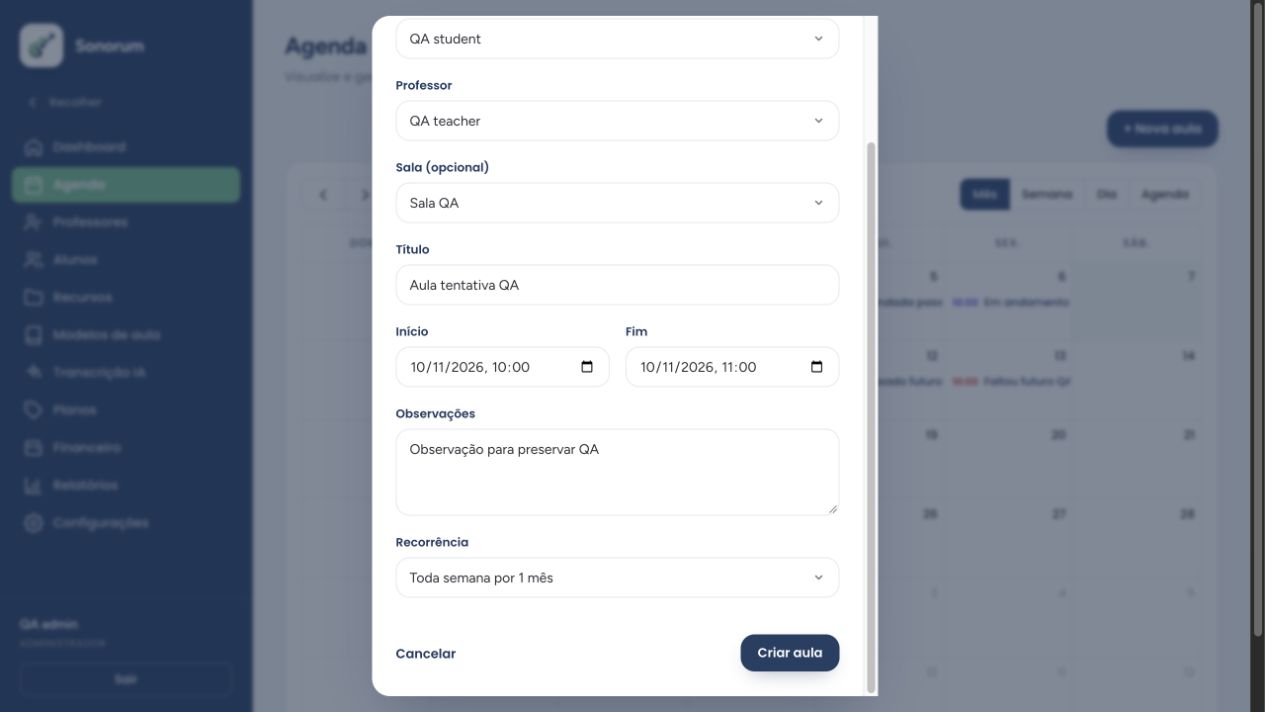 Sonorum
Recolher
Dashboard
Agenda
Professores
Alunos
Recursos
Modelos de aula
Transcrição IA
Planos
Financeiro
Relatórios
Configurações
QA admin
ADMINISTRADOR
Sair
Agenda
Visualize e ge
+ Nova aula
Mês
Semana
Dia
Agenda
SEX.
SÁB.
5
6
7
10:00 Em andamento
12
13
14
futuro
Faltou futuro QA
19
20
21
26
27
28
QA student
Professor
QA teacher
Sala (opcional)
Sala QA
Título
Aula tentativa QA
Início
Fim
10/11/2026, 10:00
10/11/2026, 11:00
Observações
Observação para preservar QA
Recorrência
Toda semana por 1 mês
Cancelar
Criar aula